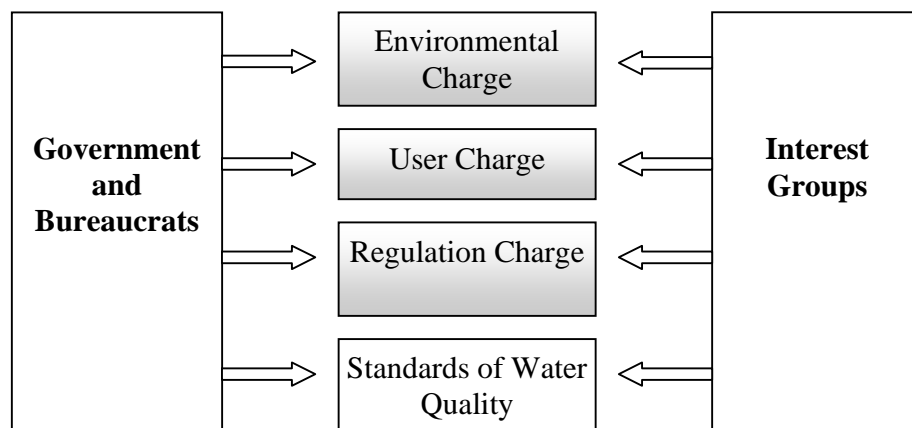 Government
and
Bureaucrats
Environmental
Charge
User Charge
Regulation Charge
Standards of Water
Quality
Interest
Groups